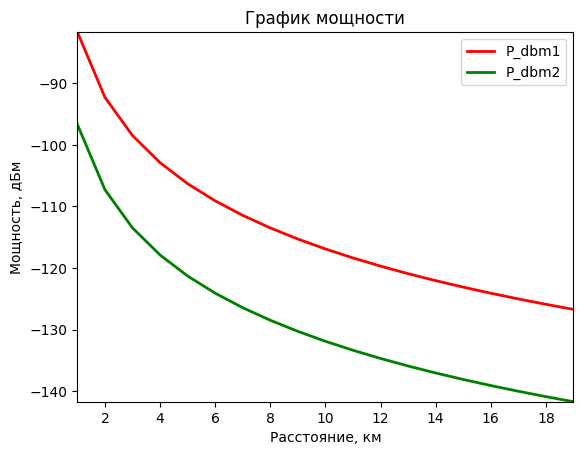 График мощности
P_dbm1
P_dbm2
Мощность, дБм
−90
−100
−110
−120
−130
−140
2 4 6 8 10 12 14 16 18
Расстояние, км